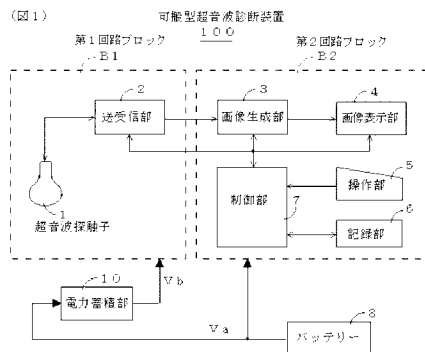 (図1)
可般型超音波診断装置
100
第1回路ブロック
B1
第2回路ブロック
B2
2
送受信部
3
画像生成部
4
画像表示部
1
超音波探触子
制御部
7
5
操作部
6
記録部
10
電力蓄積部
Vb
Va
8
バッテリー